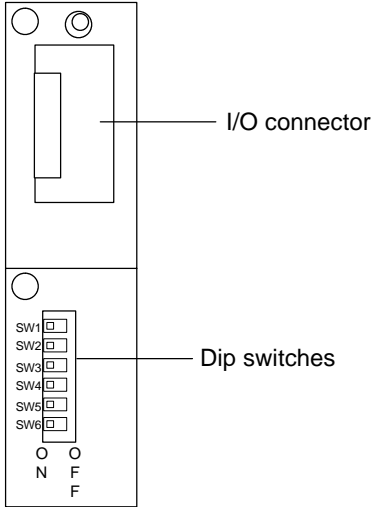 I/O connector
SW1
SW2
SW3
Dip switches
SW4
SW5
SW6
O O
N F
F